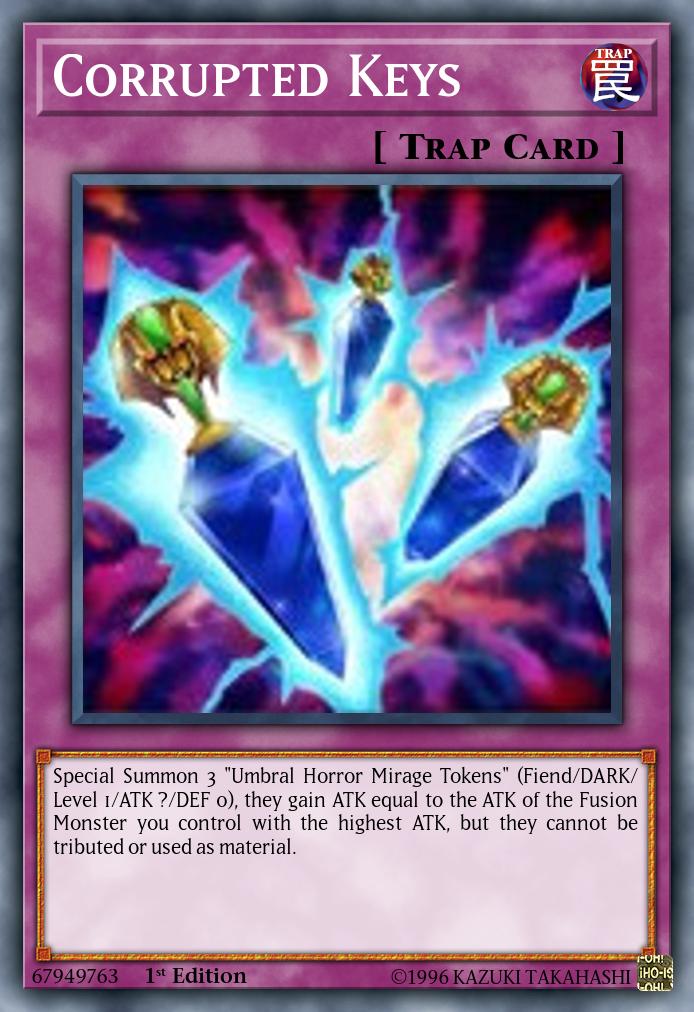 CORRUPTED KEYS
TRAP
罠
[ TRAP CARD ]
Special Summon 3 "Umbral Horror Mirage Tokens" (Fiend/DARK/
Level 1/ATK ?/DEF 0), they gain ATK equal to the ATK of the Fusion
Monster you control with the highest ATK, but they cannot be
tributed or used as material.
67949763 1st Edition ©1996 KAZUKI TAKAHASHI